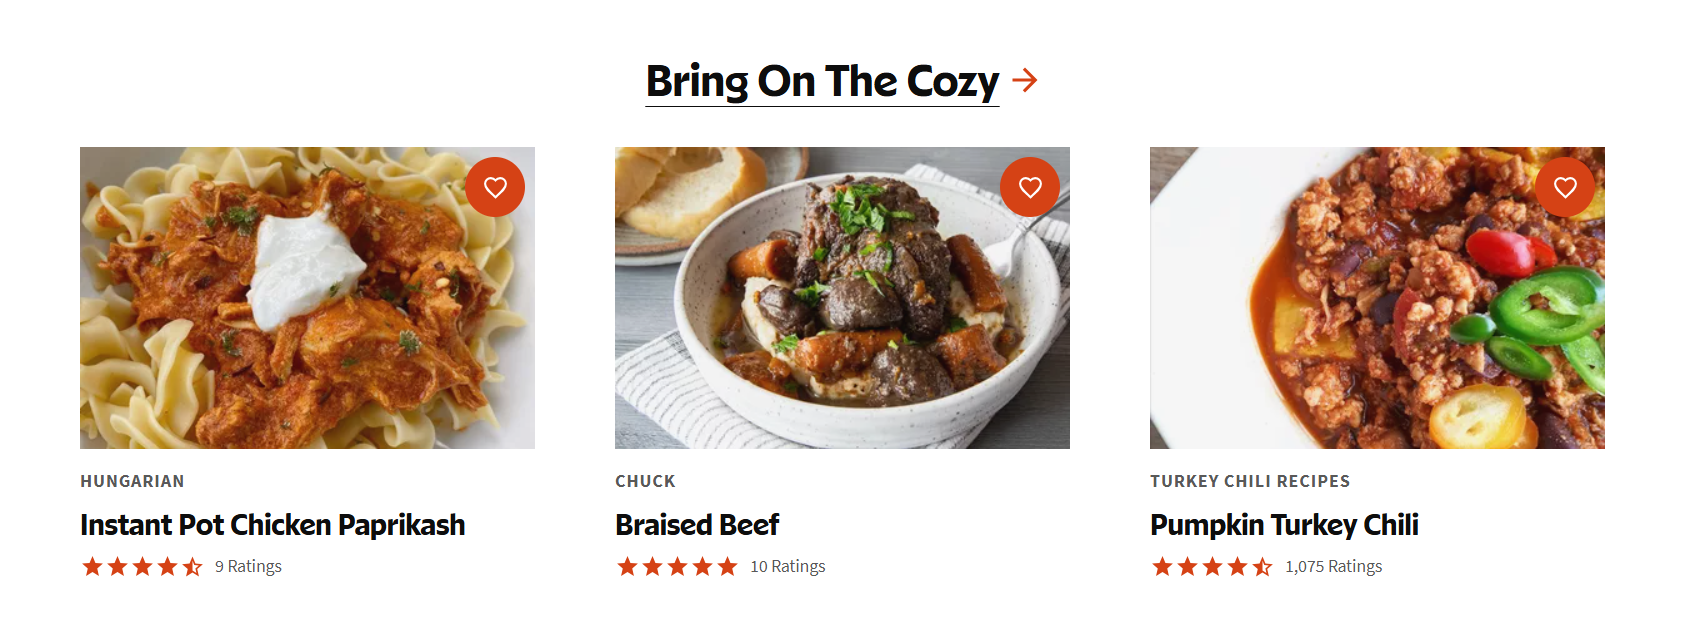 Bring On The Cozy
HUNGARIAN
Instant Pot Chicken Paprikash
9 Ratings
CHUCK
Braised Beef
10 Ratings
TURKEY CHILI RECIPES
Pumpkin Turkey Chili
1,075 Ratings